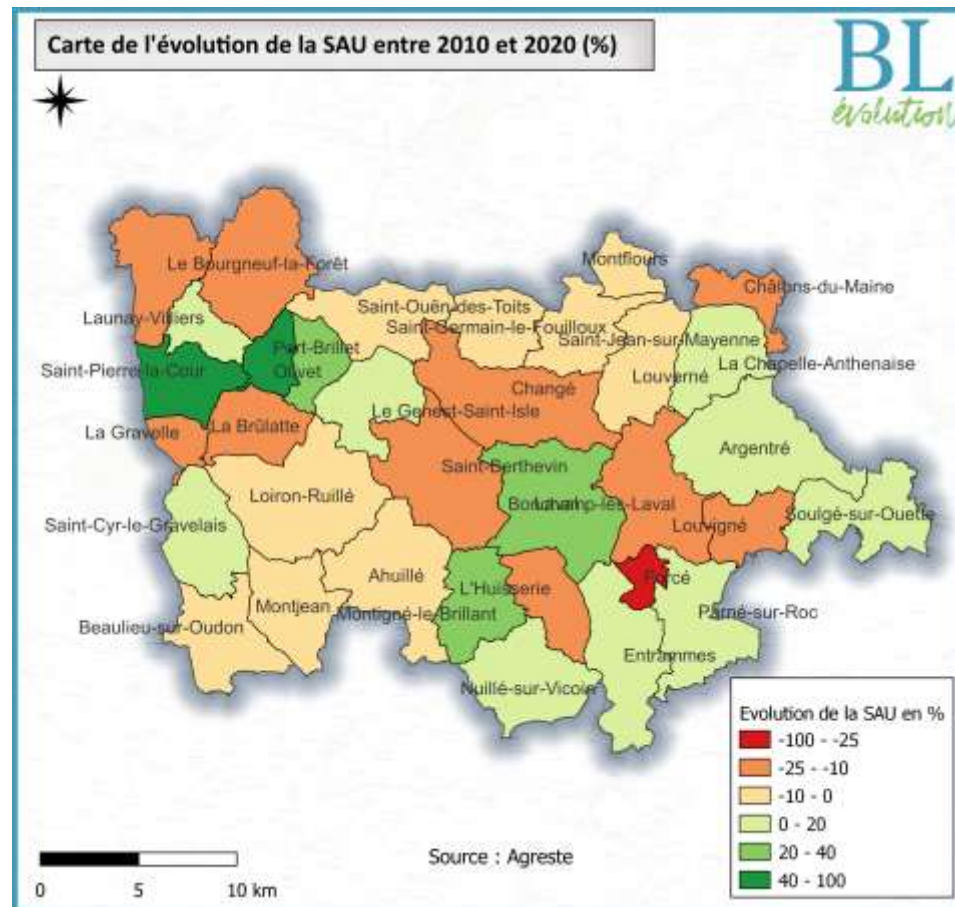 Carte de l'évolution de la SAU entre 2010 et 2020 (%)
BL
évolution
Montflours
Le Bourgneuf-la-Forêt
Châlons-du-Maine
Saint-Ouën-des-Toits
Launay-Villiers
Saint-Germain-le-Fouilloux
Saint-Jean-sur-Mayenne
Port-Brillet
La Chapelle-Anthenaise
Saint-Pierre-la-Cour
Olivet
Louverné
Changé
Le Genest-Saint-Isle
La Gravelle
La Brûlatte
Argentré
Saint-Berthevin
Loiron-Ruillé
Bonchamp-lès-Laval
Laval
Soulgé-sur-Ouette
Saint-Cyr-le-Gravelais
Louvigné
Ahuillé
L'Huisserie
Forcé
Montjean
Montigné-le-Brillant
Parné-sur-Roc
Beaulieu-sur-Oudon
Entrammes
Nuillé-sur-Vicoin
Evolution de la SAU en %
-100 - -25
-25 - -10
-10 - 0
0 - 20
20 - 40
40 - 100
Source : Agreste
0 5 10 km